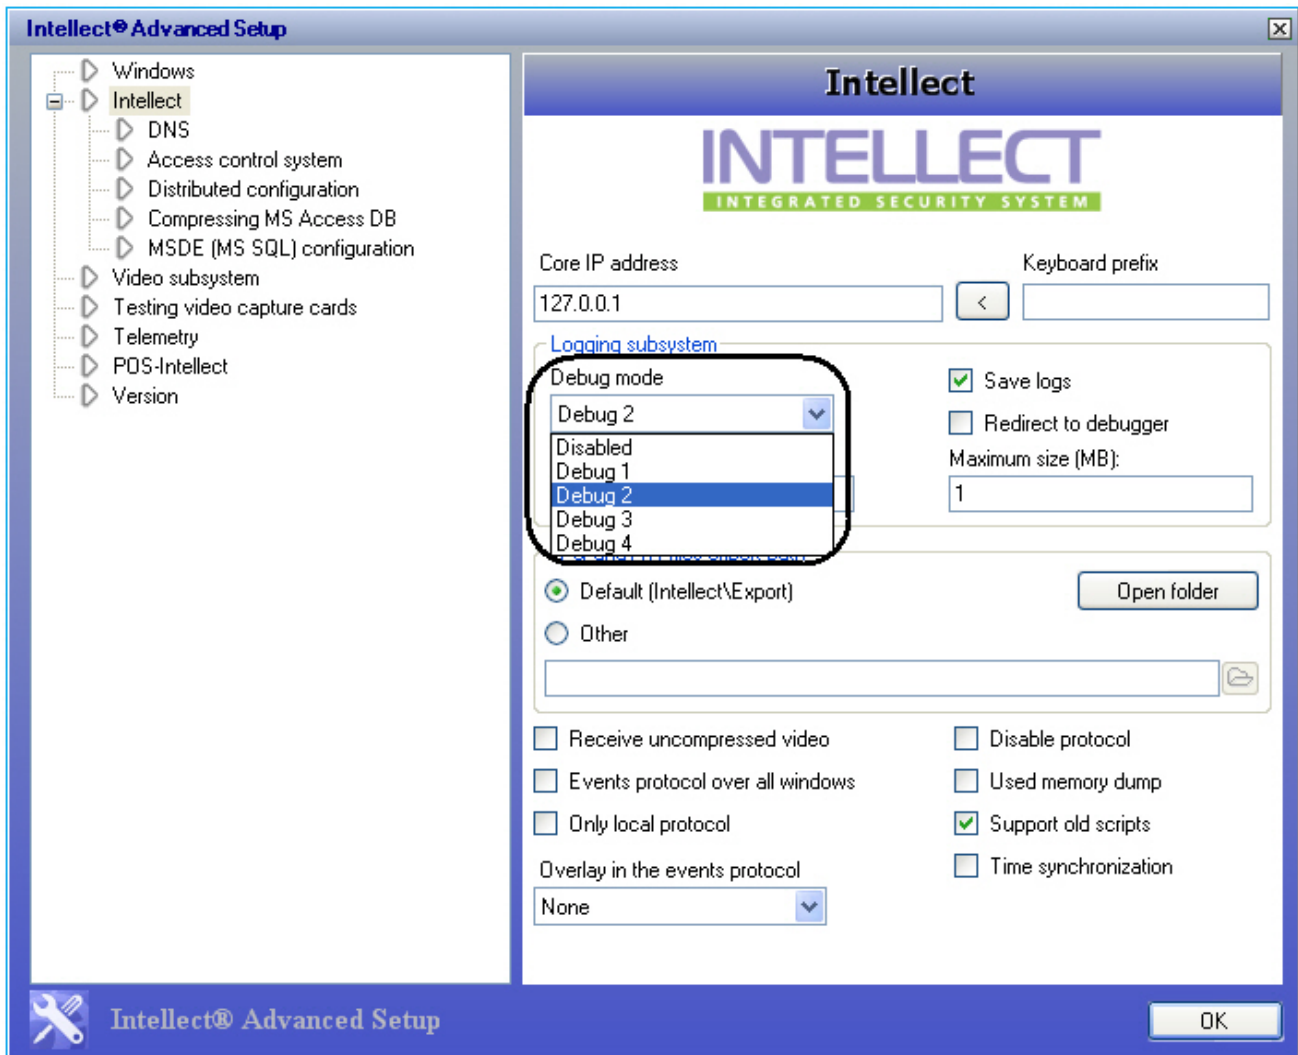 Intellect® Advanced Setup
Windows
Intellect
DNS
Access control system
Distributed configuration
Compressing MS Access DB
MSDE (MS SQL) configuration
Video subsystem
Testing video capture cards
Telemetry
POS-Intellect
Version
Intellect
INTELLECT
INTEGRATED SECURITY SYSTEM
Core IP address
Keyboard prefix
127.0.0.1
<
Logging subsystem
Debug mode
Save logs
Debug 2
Redirect to debugger
Disabled
Maximum size (MB):
Debug 1
Debug 2
1
Debug 3
Debug 4
Default (Intellect\Export)
Open folder
Other
Receive uncompressed video
Disable protocol
Events protocol over all windows
Used memory dump
Only local protocol
Support old scripts
Overlay in the events protocol
Time synchronization
None
Intellect® Advanced Setup
OK